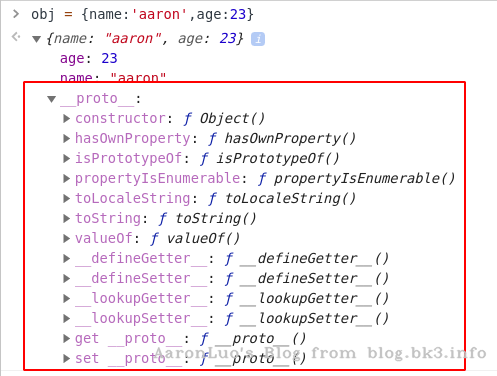 obj = {name:'aaron',age:23}
{name: "aaron", age: 23} i
age: 23
name: "aaron"
__proto__:
constructor: ƒ Object()
hasOwnProperty: ƒ hasOwnProperty()
isPrototypeOf: ƒ isPrototypeOf()
propertyIsEnumerable: ƒ propertyIsEnumerable()
toLocaleString: ƒ toLocaleString()
toString: ƒ toString()
valueOf: ƒ valueOf()
__defineGetter__: ƒ __defineGetter__()
__defineSetter__: ƒ __defineSetter__()
__lookupGetter__: ƒ __lookupGetter__()
__lookupSetter__: ƒ __lookupSetter__()
get __proto__: ƒ __proto__()
set __proto__: ƒ __proto__()
AaronLuo's Blog from blog.bk3.info